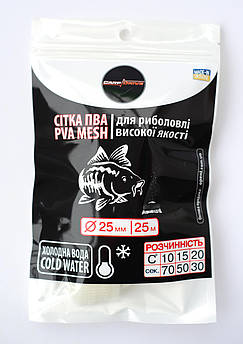 СІТКА ПВА
PVA MESH
для риболовлі
високої якості
Ø 25 мм 25 м
ХОЛОДНА ВОДА
COLD WATER
РОЗЧИННІСТЬ
С° 10 15 20
сек. 70 50 30